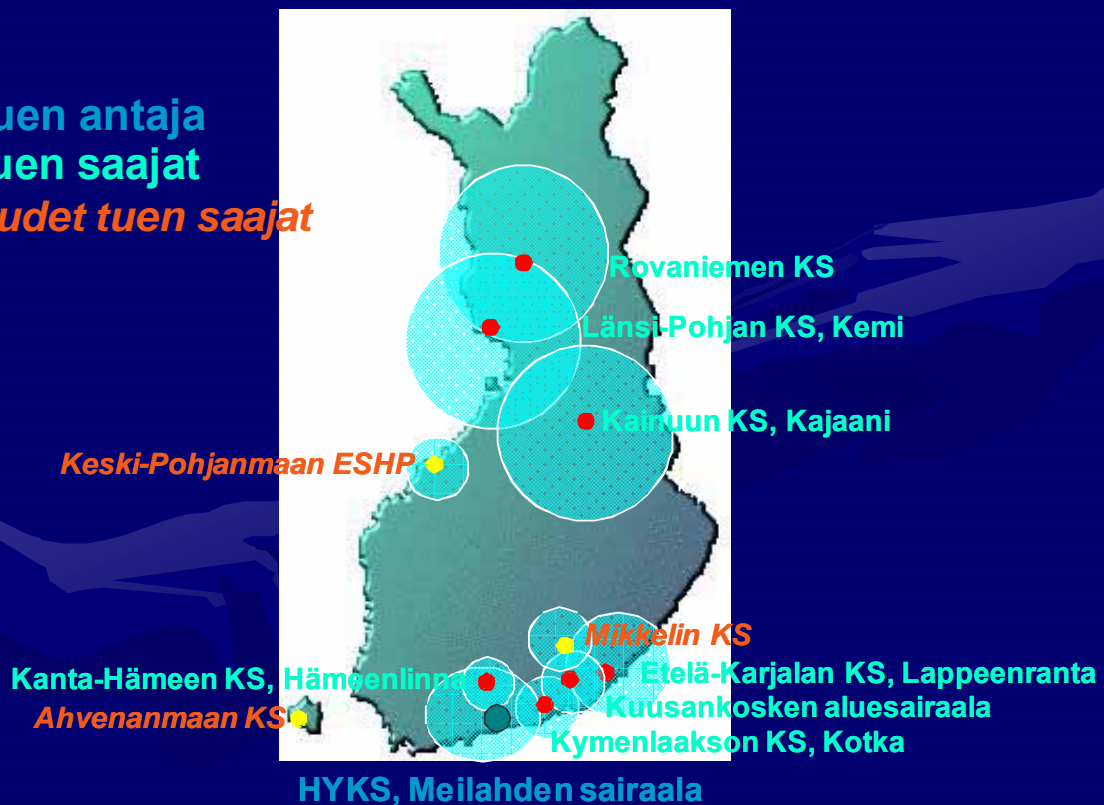 uen antaja
uen saajat
udet tuen saajat
Rovaniemen KS
Länsi-Pohjan KS, Kemi
Kainuun KS, Kajaani
Keski-Pohjanmaan ESHP
Mikkelin KS
Kanta-Hämeen KS, Hämeenlinna
Etelä-Karjalan KS, Lappeenranta
Ahvenanmaan KS
Kuusankosken aluesairaala
Kymenlaakson KS, Kotka
HYKS, Meilahden sairaala